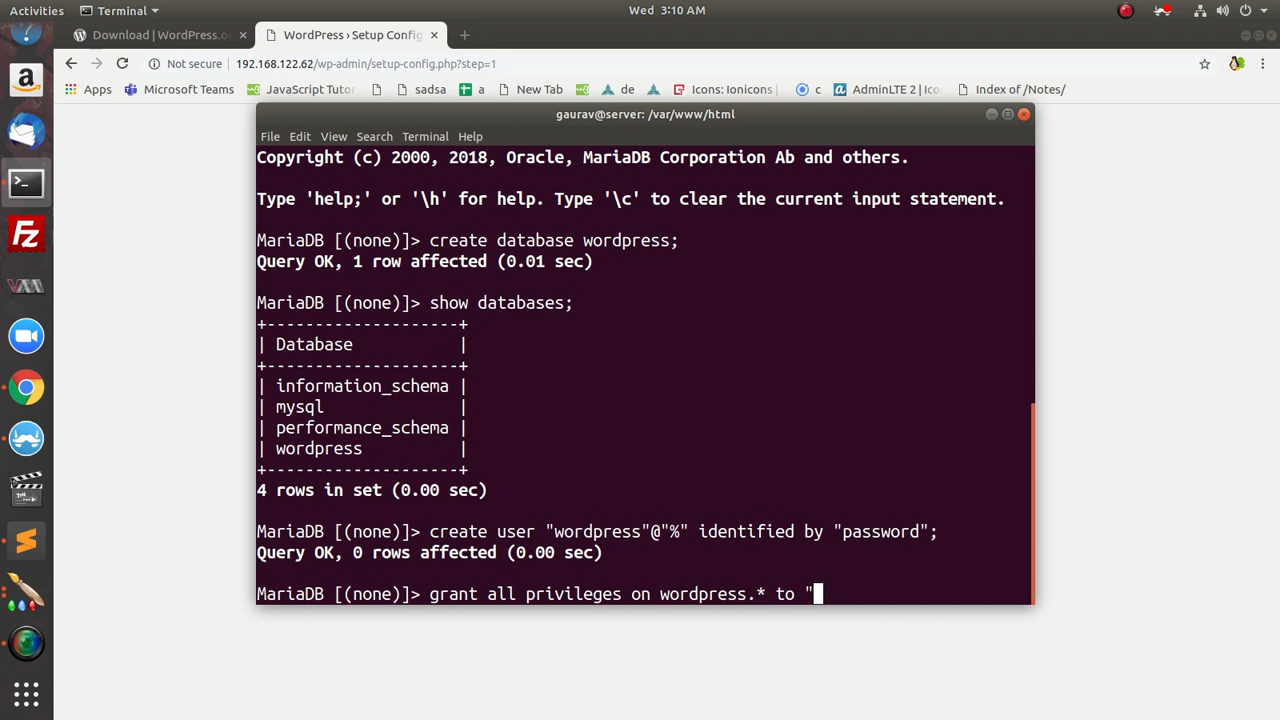 Activities Terminal Wed 3:10 AM
Download | WordPress.or WordPress › Setup Config
Not secure 192.168.122.62/wp-admin/setup-config.php?step=1
Apps Microsoft Teams JavaScript Tutor sadsa a New Tab de Icons: Ionicons c AdminLTE 2 | Ico Index of /Notes/
gaurav@server: /var/www/html
File Edit View Search Terminal Help
Copyright (c) 2000, 2018, Oracle, MariaDB Corporation Ab and others.
Type 'help;' or '\h' for help. Type '\c' to clear the current input statement.
MariaDB [(none)]> create database wordpress;
Query OK, 1 row affected (0.01 sec)
MariaDB [(none)]> show databases;
+--------------------+
| Database           |
+--------------------+
| information_schema |
| mysql              |
| performance_schema |
| wordpress          |
+--------------------+
4 rows in set (0.00 sec)
MariaDB [(none)]> create user "wordpress"@"%" identified by "password";
Query OK, 0 rows affected (0.00 sec)
MariaDB [(none)]> grant all privileges on wordpress.* to "